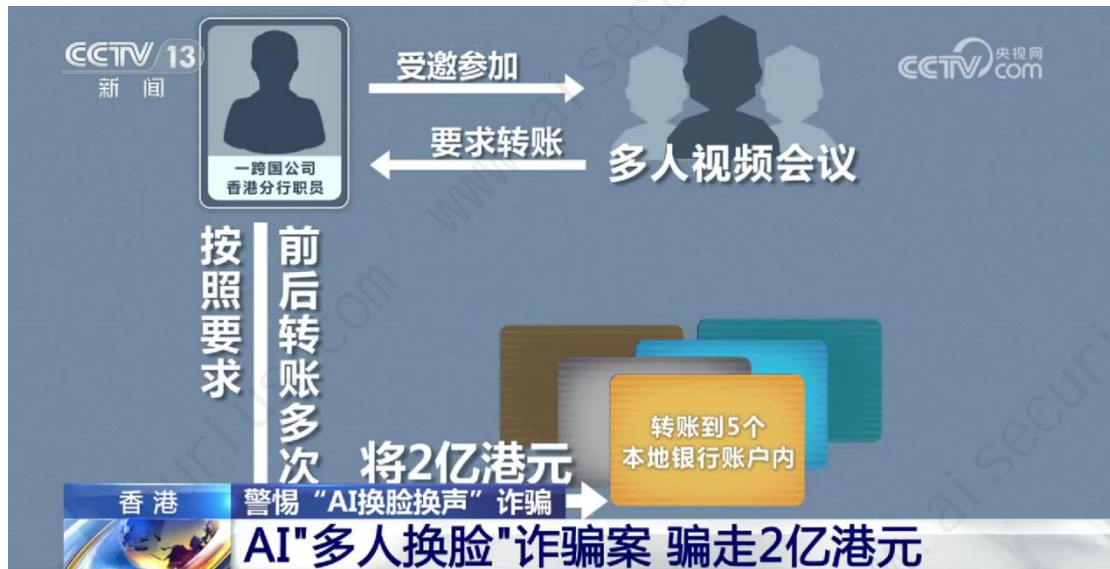 CCTV 13
新闻
央视网
CCTV com
受邀参加
要求转账
一跨国公司
香港分行职员
多人视频会议
按照要求
前后转账多次
将2亿港元
转账到5个
本地银行账户内
香港
警惕“AI换脸换声”诈骗
AI"多人换脸"诈骗案 骗走2亿港元